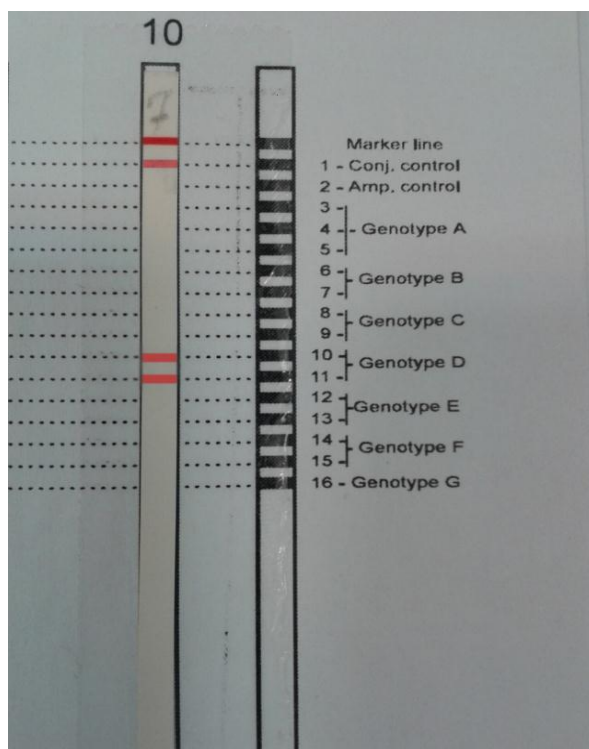 10
7
Marker line
1 - Conj. control
2 - Amp. control
3
4 - Genotype A
5
6
Genotype B
7
8
Genotype C
9
10
Genotype D
11
12
Genotype E
13
14
Genotype F
15
16 - Genotype G